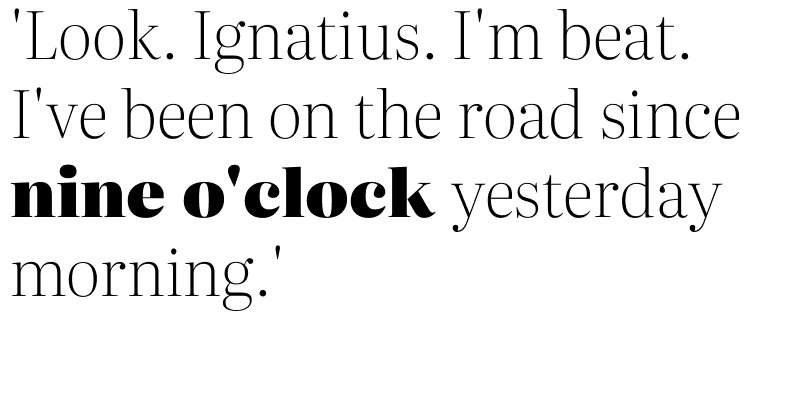 'Look. Ignatius. I'm beat.
I've been on the road since
nine o'clock yesterday
morning.'